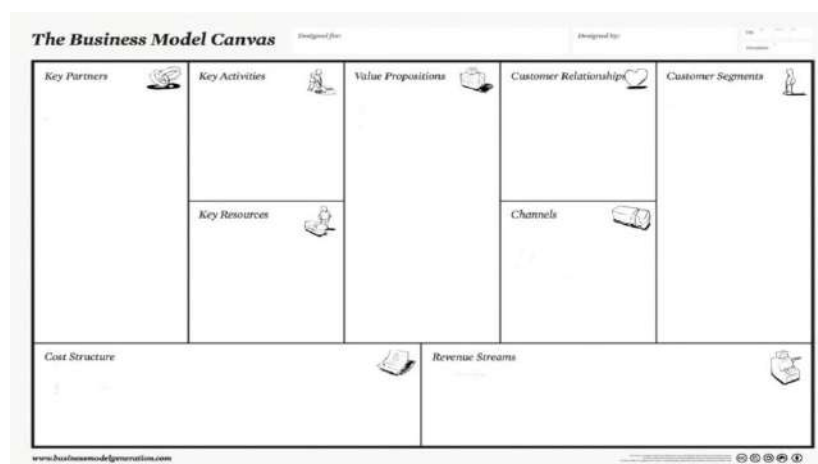 The Business Model Canvas
Designed for:
Designed by:
Key Partners
Key Activities
Value Propositions
Customer Relationships
Customer Segments
Key Resources
Channels
Cost Structure
Revenue Streams
www.businessmodelgeneration.com